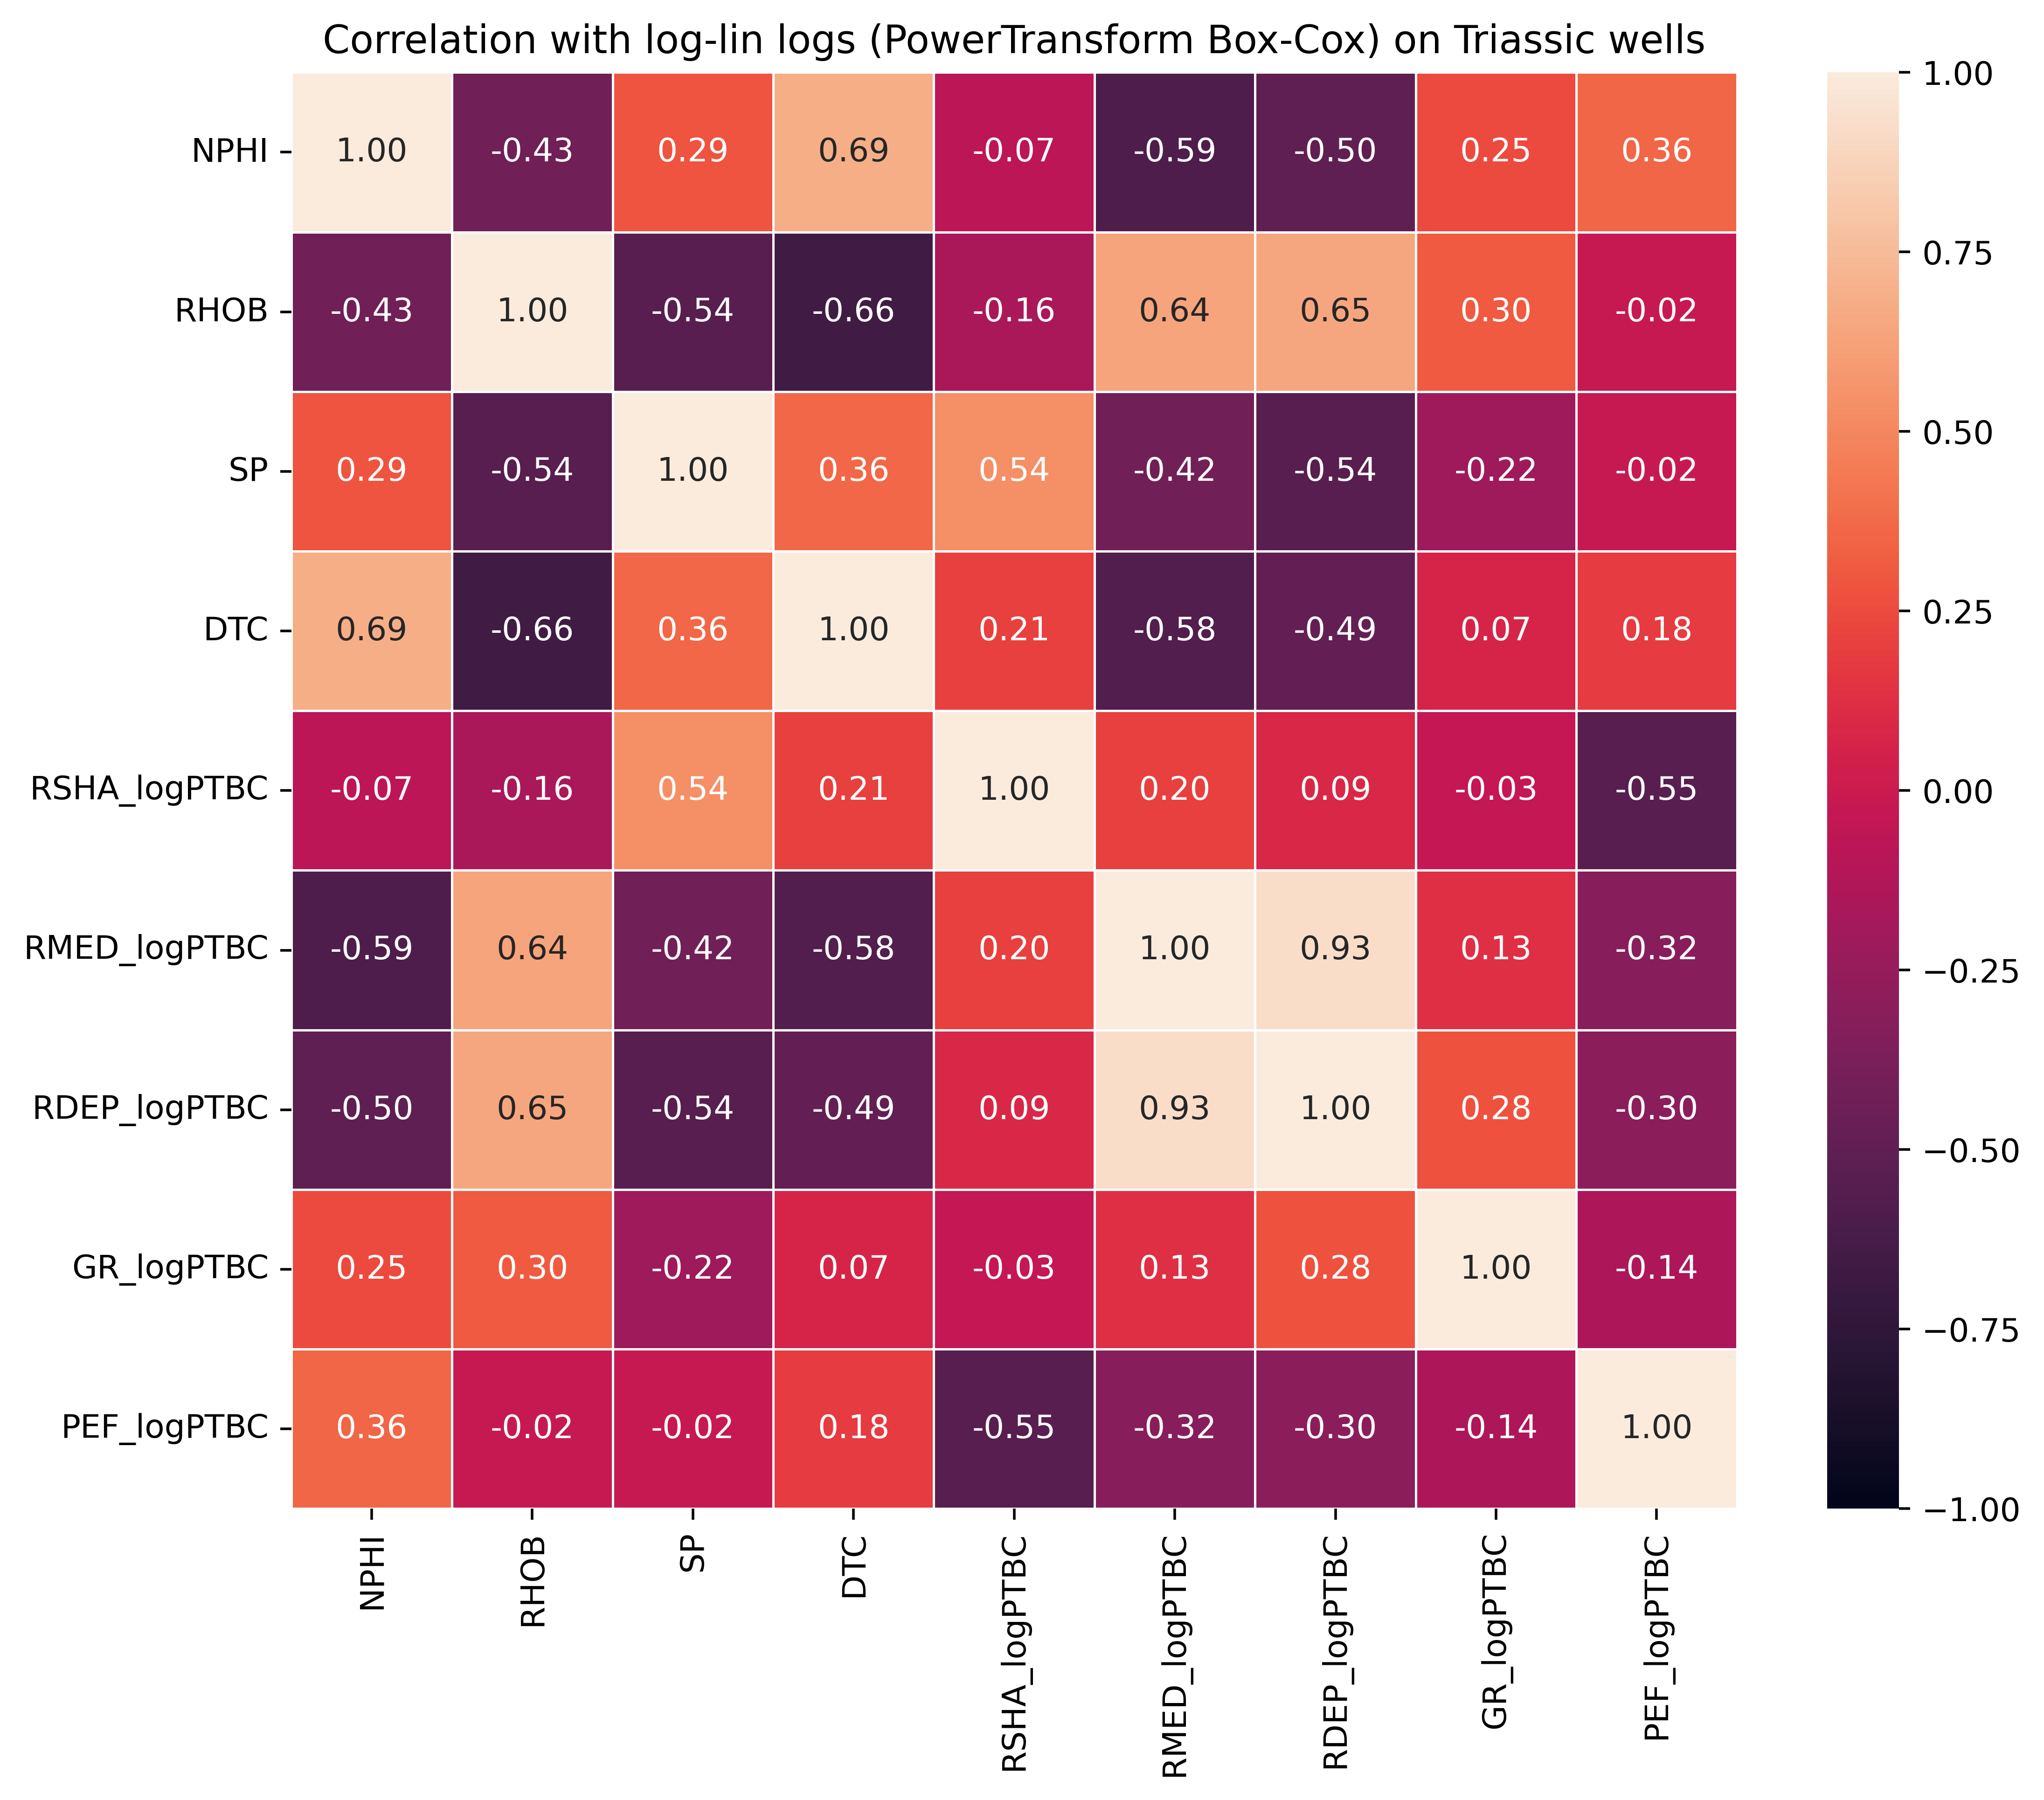 Correlation with log-lin logs (PowerTransform Box-Cox) on Triassic wells
NPHI 1.00 -0.43 0.29 0.69 -0.07 -0.59 -0.50 0.25 0.36
RHOB -0.43 1.00 -0.54 -0.66 -0.16 0.64 0.65 0.30 -0.02
SP 0.29 -0.54 1.00 0.36 0.54 -0.42 -0.54 -0.22 -0.02
DTC 0.69 -0.66 0.36 1.00 0.21 -0.58 -0.49 0.07 0.18
RSHA_logPTBC -0.07 -0.16 0.54 0.21 1.00 0.20 0.09 -0.03 -0.55
RMED_logPTBC -0.59 0.64 -0.42 -0.58 0.20 1.00 0.93 0.13 -0.32
RDEP_logPTBC -0.50 0.65 -0.54 -0.49 0.09 0.93 1.00 0.28 -0.30
GR_logPTBC 0.25 0.30 -0.22 0.07 -0.03 0.13 0.28 1.00 -0.14
PEF_logPTBC 0.36 -0.02 -0.02 0.18 -0.55 -0.32 -0.30 -0.14 1.00
NPHI RHOB SP DTC RSHA_logPTBC RMED_logPTBC RDEP_logPTBC GR_logPTBC PEF_logPTBC
1.00
0.75
0.50
0.25
0.00
−0.25
−0.50
−0.75
−1.00